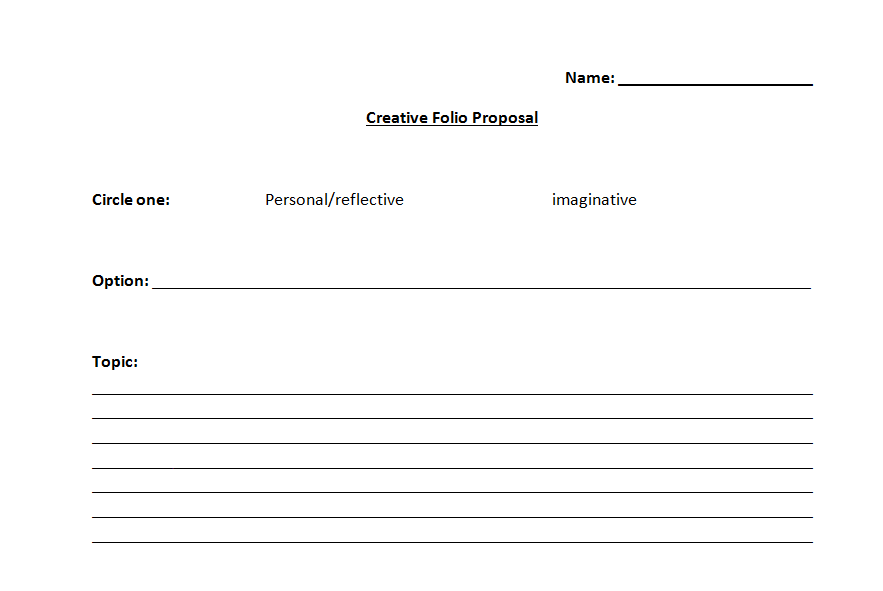 Name:
Creative Folio Proposal
Circle one: Personal/reflective imaginative
Option:
Topic: